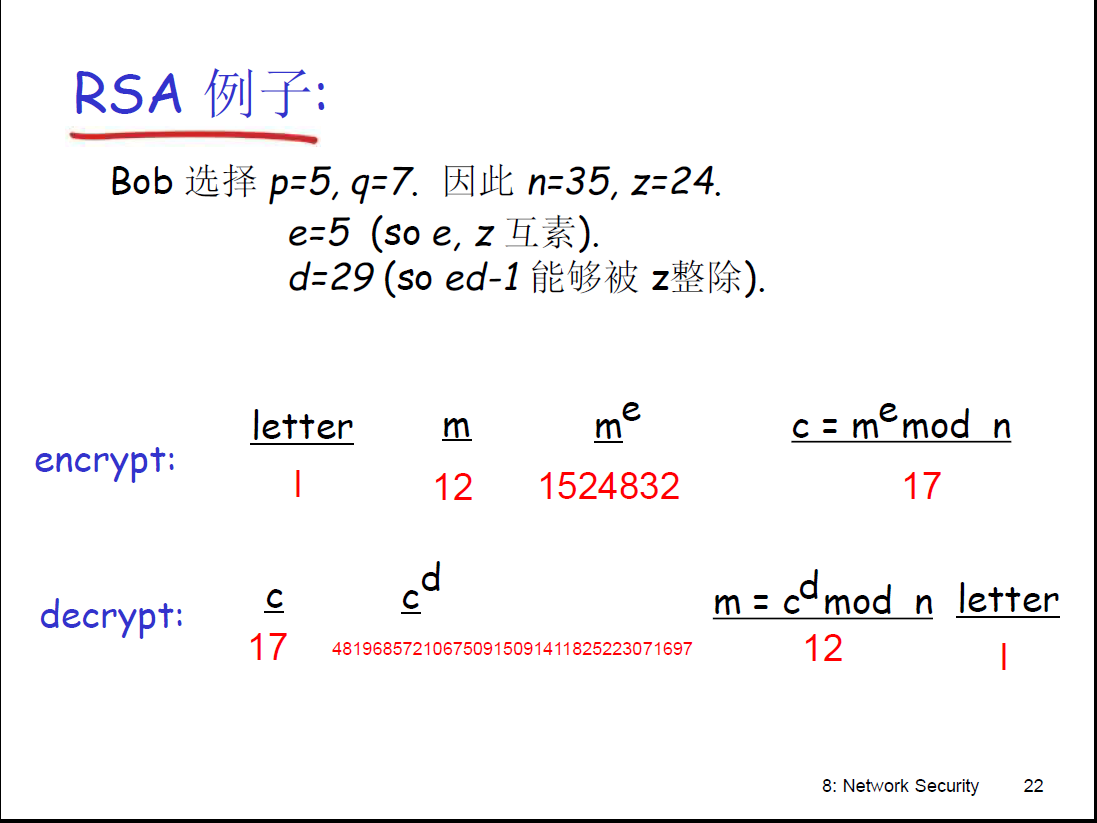 RSA 例子:
Bob 选择 p=5, q=7. 因此 n=35, z=24.
e=5 (so e, z 互素).
d=29 (so ed-1 能够被 z整除).
encrypt:
letter m m^e c = m^e mod n
l 12 1524832 17
decrypt:
c c^d m = c^d mod n letter
17 481968572106750915091411825223071697 12 l
8: Network Security 22